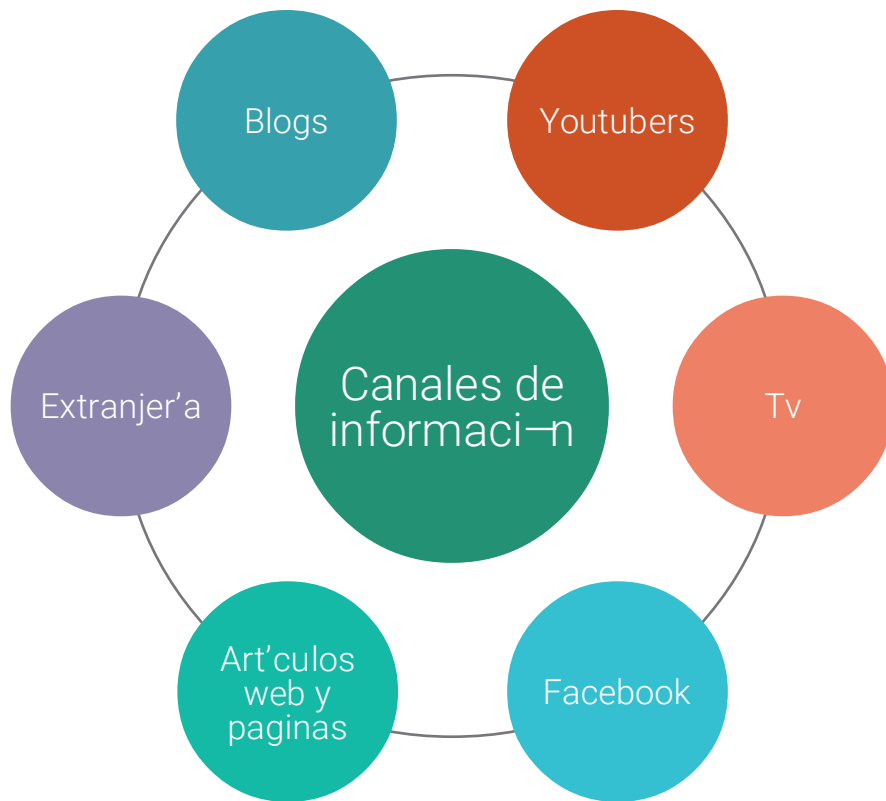 Blogs
Youtubers
Canales de
informaci—n
Extranjer’a
Tv
Art’culos
web y
paginas
Facebook